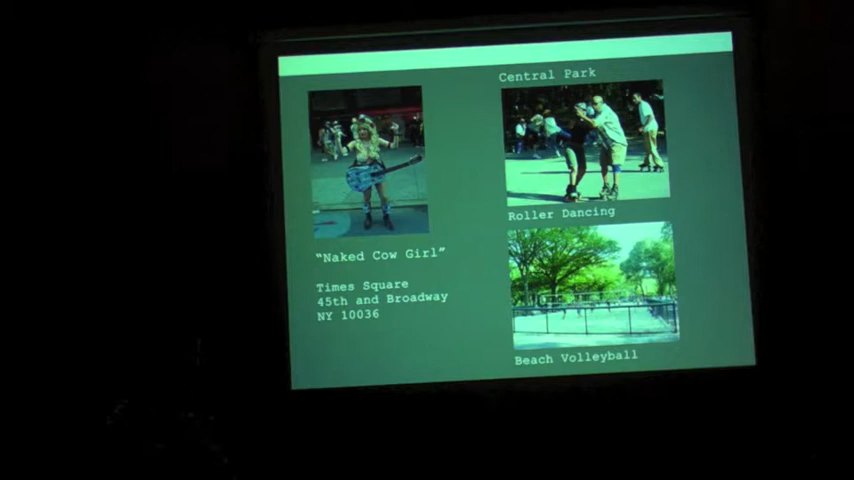 “Naked Cow Girl”
Times Square
45th and Broadway
NY 10036
Central Park
Roller Dancing
Beach Volleyball